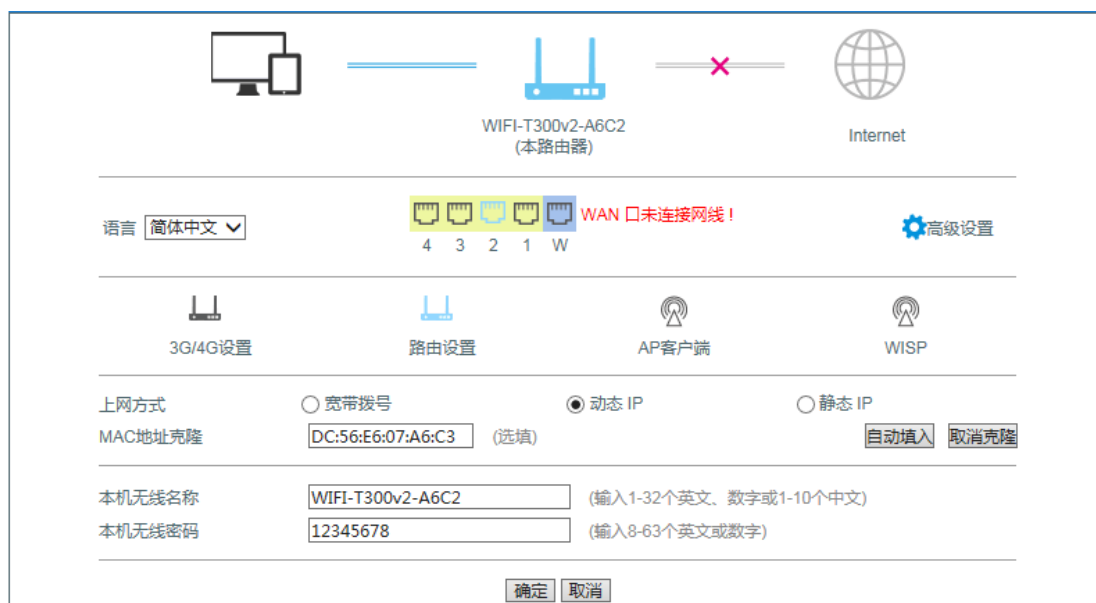 WIFI-T300v2-A6C2
(本路由器)
Internet
语言 简体中文
WAN 口未连接网线！
4 3 2 1 W
高级设置
3G/4G设置 路由设置 AP客户端 WISP
上网方式 宽带拨号 动态 IP 静态 IP
MAC地址克隆 DC:56:E6:07:A6:C3 (选填) 自动填入 取消克隆
本机无线名称 WIFI-T300v2-A6C2 (输入1-32个英文、数字或1-10个中文)
本机无线密码 12345678 (输入8-63个英文或数字)
确定 取消